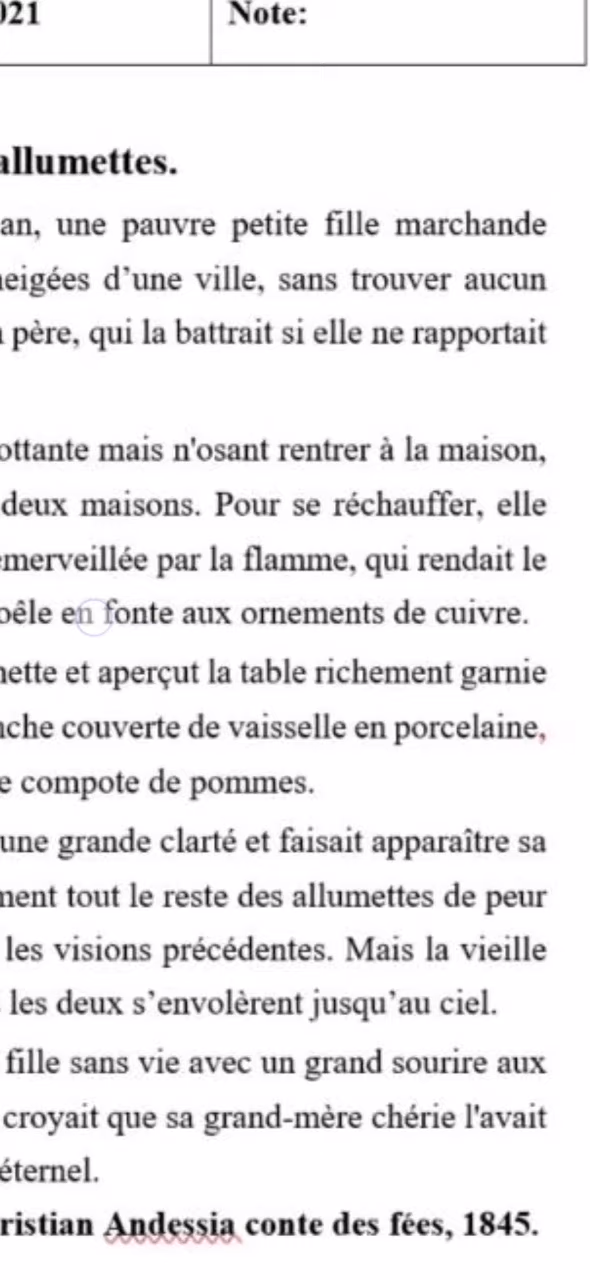 021
Note:
allumettes.
an, une pauvre petite fille marchande
neigées d’une ville, sans trouver aucun
père, qui la battrait si elle ne rapportait
ottante mais n'osant rentrer à la maison,
deux maisons. Pour se réchauffer, elle
émerveillée par la flamme, qui rendait le
oêle en fonte aux ornements de cuivre.
mette et aperçut la table richement garnie
nche couverte de vaisselle en porcelaine,
e compote de pommes.
une grande clarté et faisait apparaître sa
ment tout le reste des allumettes de peur
les visions précédentes. Mais la vieille
les deux s’envolèrent jusqu’au ciel.
fille sans vie avec un grand sourire aux
croyait que sa grand-mère chérie l'avait
éternel.
ristian Andessia conte des fées, 1845.